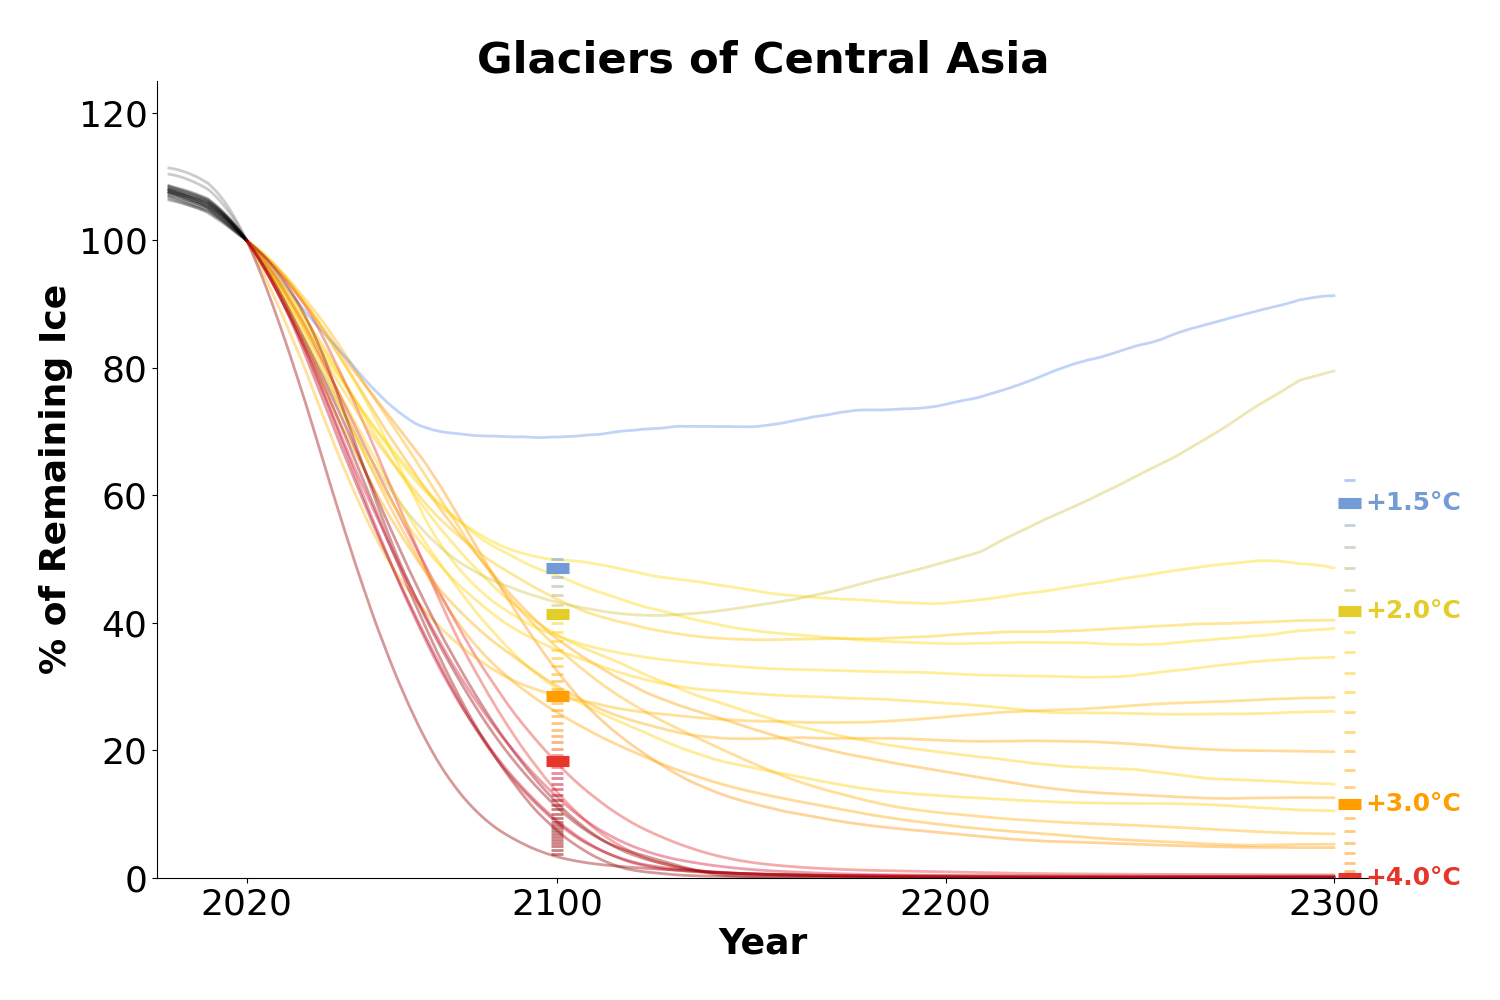 Glaciers of Central Asia
% of Remaining Ice
120
100
80
60
40
20
0
+1.5°C
+2.0°C
+3.0°C
+4.0°C
2020
2100
2200
2300
Year